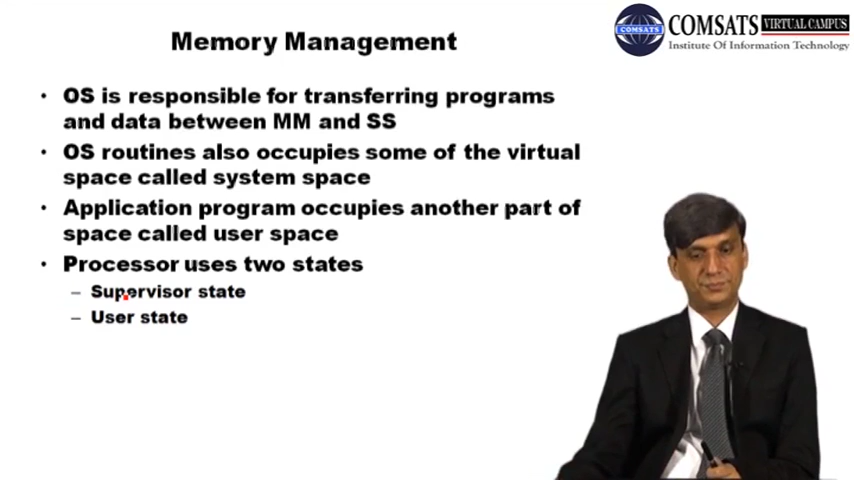 Memory Management
COMSATS
COMSATS VIRTUAL CAMPUS
Institute Of Information Technology
• OS is responsible for transferring programs
and data between MM and SS
• OS routines also occupies some of the virtual
space called system space
• Application program occupies another part of
space called user space
• Processor uses two states
– Supervisor state
– User state